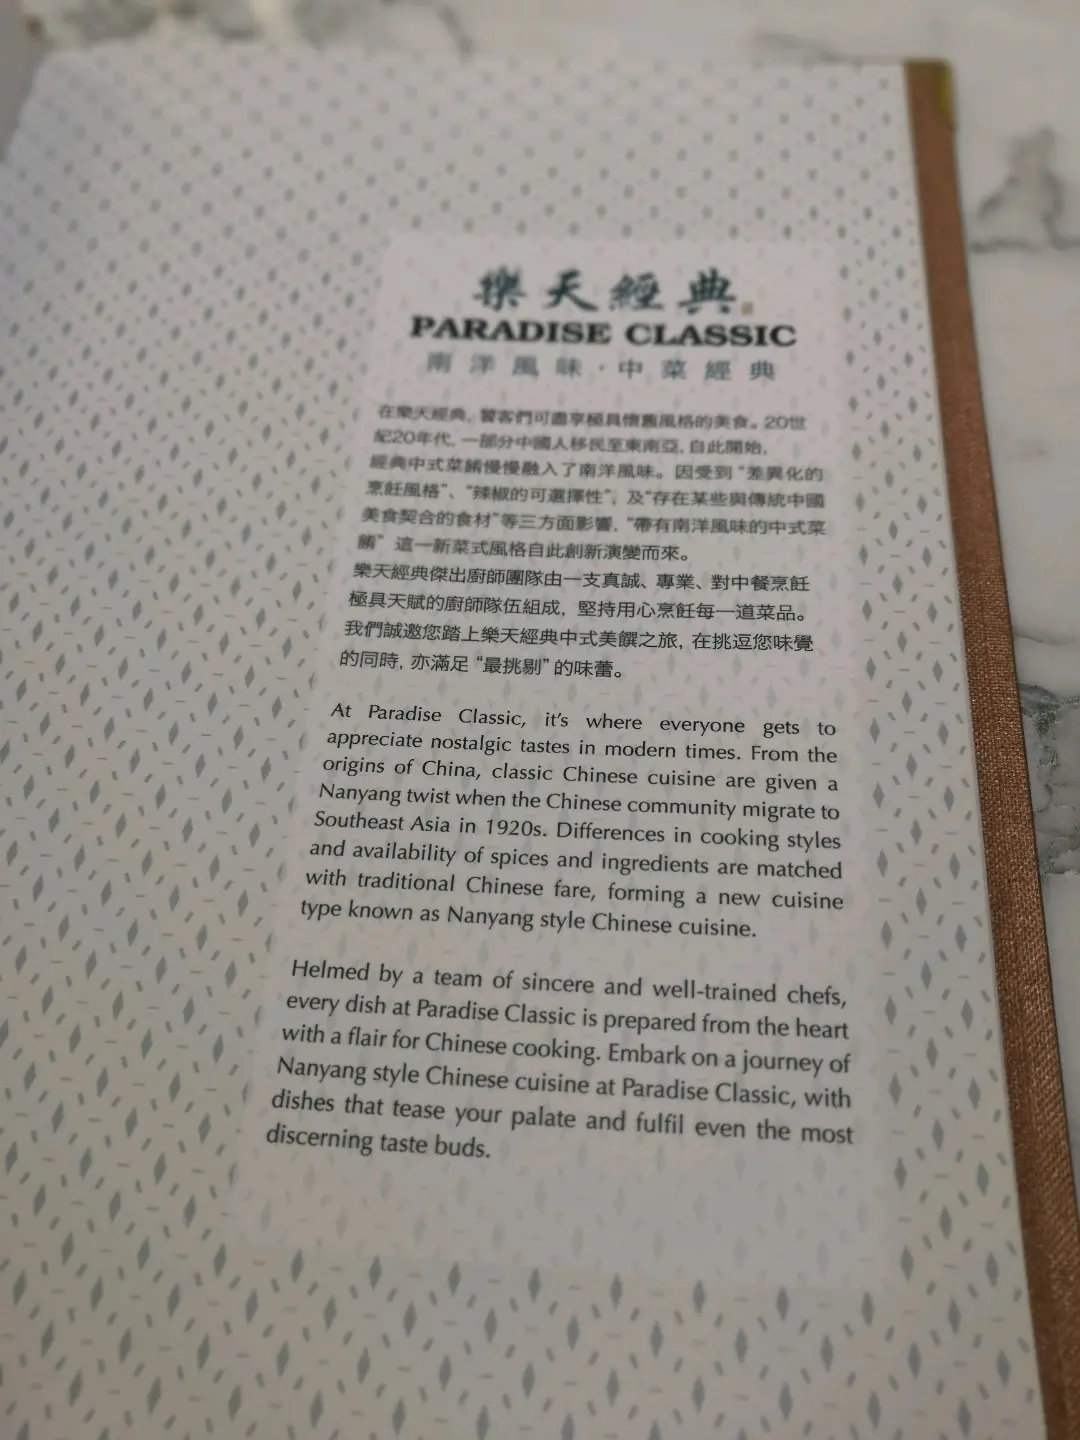 樂天經典
PARADISE CLASSIC
南洋風味·中菜經典
在樂天經典，饕客們可盡享極具懷舊風格的美食。20世
紀20年代，一部分中國人移民至東南亞，自此開始，
經典中式菜餚慢慢融入了南洋風味。因受到“差異化的
烹飪風格”、“辣椒的可選擇性”，及“存在某些與傳統中國
美食契合的食材”等三方面影響，“帶有南洋風味的中式菜
餚”這一新菜式風格自此創新演變而來。
樂天經典傑出廚師團隊由一支真誠、專業、對中餐烹飪
極具天賦的廚師隊伍組成，堅持用心烹飪每一道菜品。
我們誠邀您踏上樂天經典中式美饌之旅，在挑逗您味覺
的同時，亦滿足“最挑剔”的味蕾。
At Paradise Classic, it's where everyone gets to
appreciate nostalgic tastes in modern times. From the
origins of China, classic Chinese cuisine are given a
Nanyang twist when the Chinese community migrate to
Southeast Asia in 1920s. Differences in cooking styles
and availability of spices and ingredients are matched
with traditional Chinese fare, forming a new cuisine
type known as Nanyang style Chinese cuisine.
Helmed by a team of sincere and well-trained chefs,
every dish at Paradise Classic is prepared from the heart
with a flair for Chinese cooking. Embark on a journey of
Nanyang style Chinese cuisine at Paradise Classic, with
dishes that tease your palate and fulfil even the most
discerning taste buds.